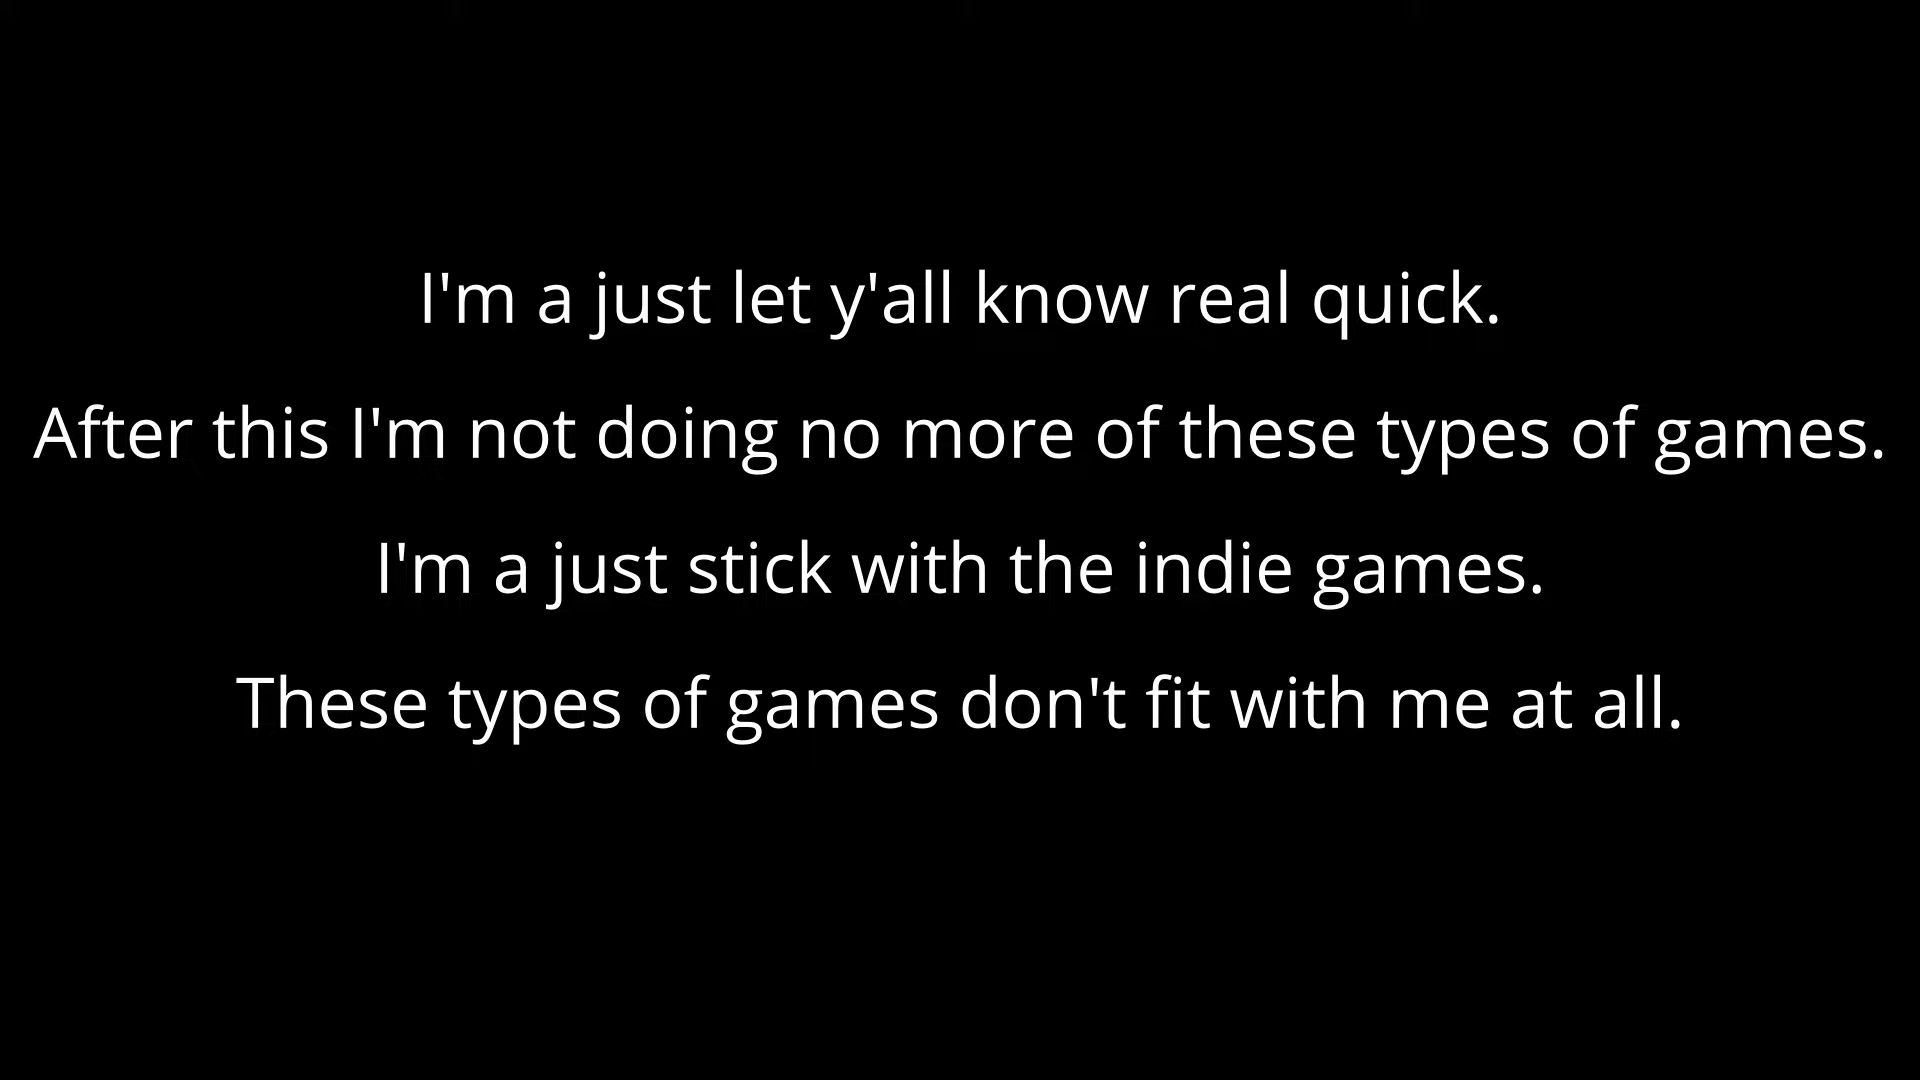 I'm a just let y'all know real quick.
After this I'm not doing no more of these types of games.
I'm a just stick with the indie games.
These types of games don't fit with me at all.